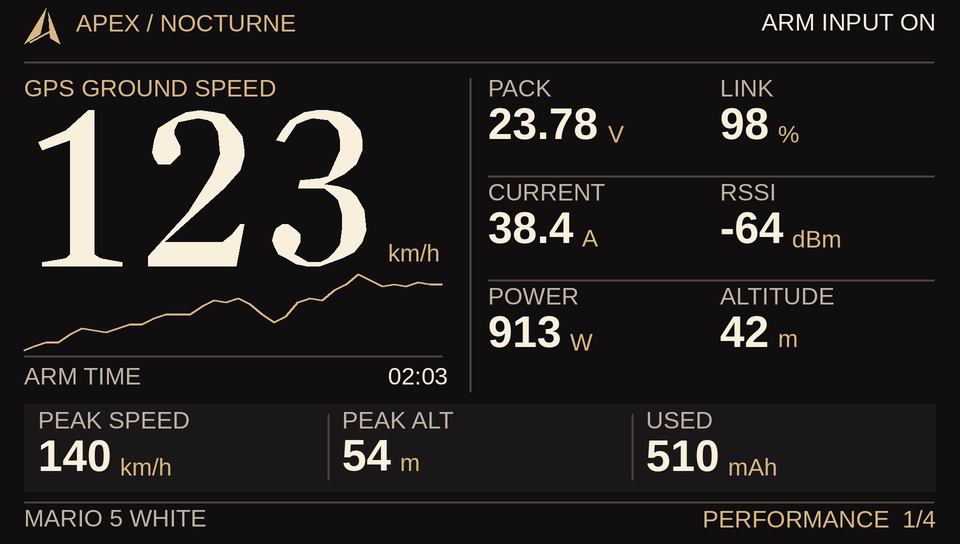 APEX / NOCTURNE
ARM INPUT ON
GPS GROUND SPEED
123 km/h
ARM TIME 02:03
PACK
23.78 V
LINK
98 %
CURRENT
38.4 A
RSSI
-64 dBm
POWER
913 W
ALTITUDE
42 m
PEAK SPEED
140 km/h
PEAK ALT
54 m
USED
510 mAh
MARIO 5 WHITE
PERFORMANCE 1/4